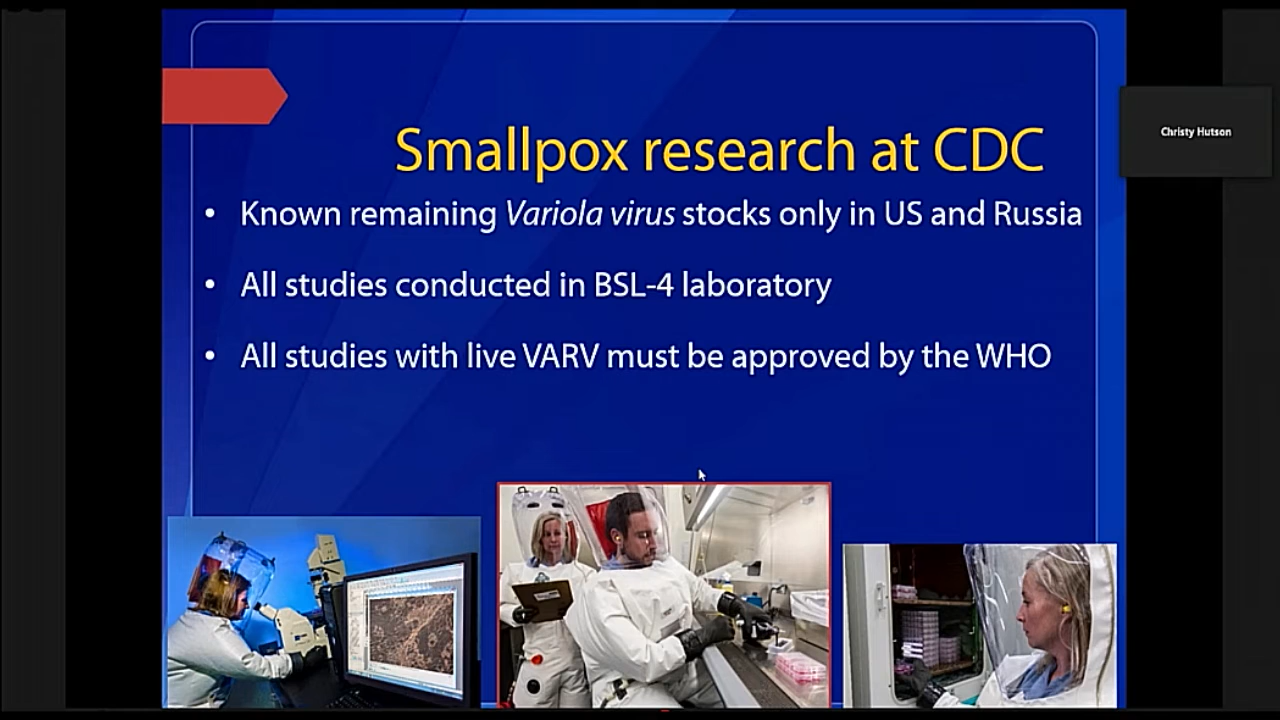 Smallpox research at CDC
Christy Hutson
• Known remaining Variola virus stocks only in US and Russia
• All studies conducted in BSL-4 laboratory
• All studies with live VARV must be approved by the WHO